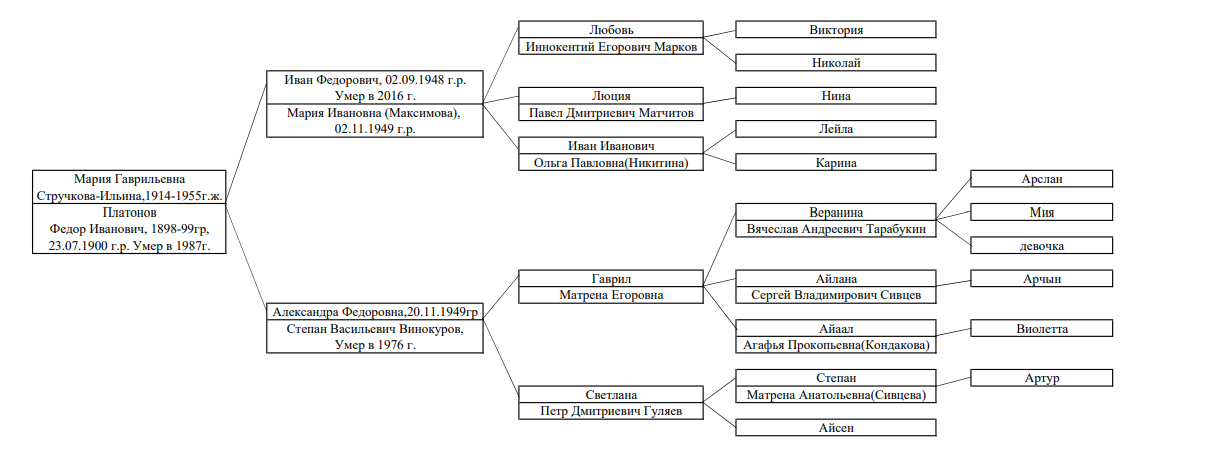 Мария Гаврильевна
Стручкова-Ильина,1914-1955г.ж.
Платонов
Федор Иванович, 1898-99гр,
23.07.1900 г.р. Умер в 1987г.
Иван Федорович, 02.09.1948 г.р.
Умер в 2016 г.
Мария Ивановна (Максимова),
02.11.1949 г.р.
Любовь
Иннокентий Егорович Марков
Виктория
Николай
Люция
Павел Дмитриевич Матчитов
Нина
Иван Иванович
Ольга Павловна(Никитина)
Лейла
Карина
Александра Федоровна,20.11.1949гр
Степан Васильевич Винокуров,
Умер в 1976 г.
Гаврил
Матрена Егоровна
Веранина
Вячеслав Андреевич Тарабукин
Арслан
Мия
девочка
Айлана
Сергей Владимирович Сивцев
Арчын
Айаал
Агафья Прокопьевна(Кондакова)
Виолетта
Светлана
Петр Дмитриевич Гуляев
Степан
Матрена Анатольевна(Сивцева)
Артур
Айсен